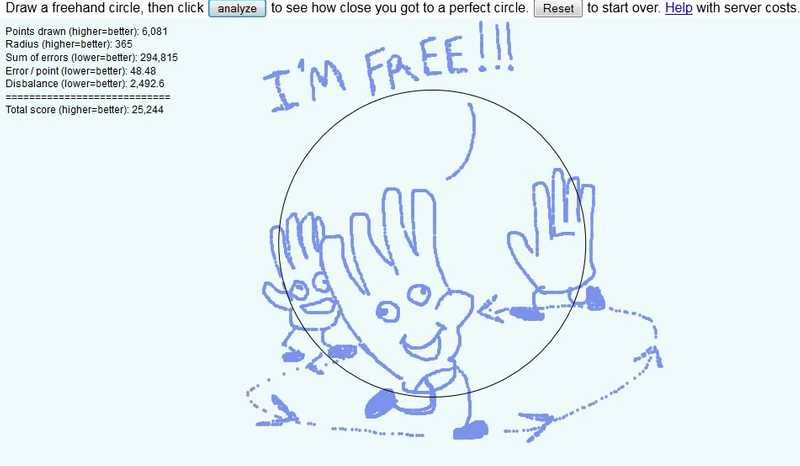 Draw a freehand circle, then click analyze to see how close you got to a perfect circle. Reset to start over. Help with server costs.
Points drawn (higher=better): 6,081
Radius (higher=better): 365
Sum of errors (lower=better): 294,815
Error / point (lower=better): 48.48
Disbalance (lower=better): 2,492.6
============================
Total score (higher=better): 25,244
I'M FREE!!!